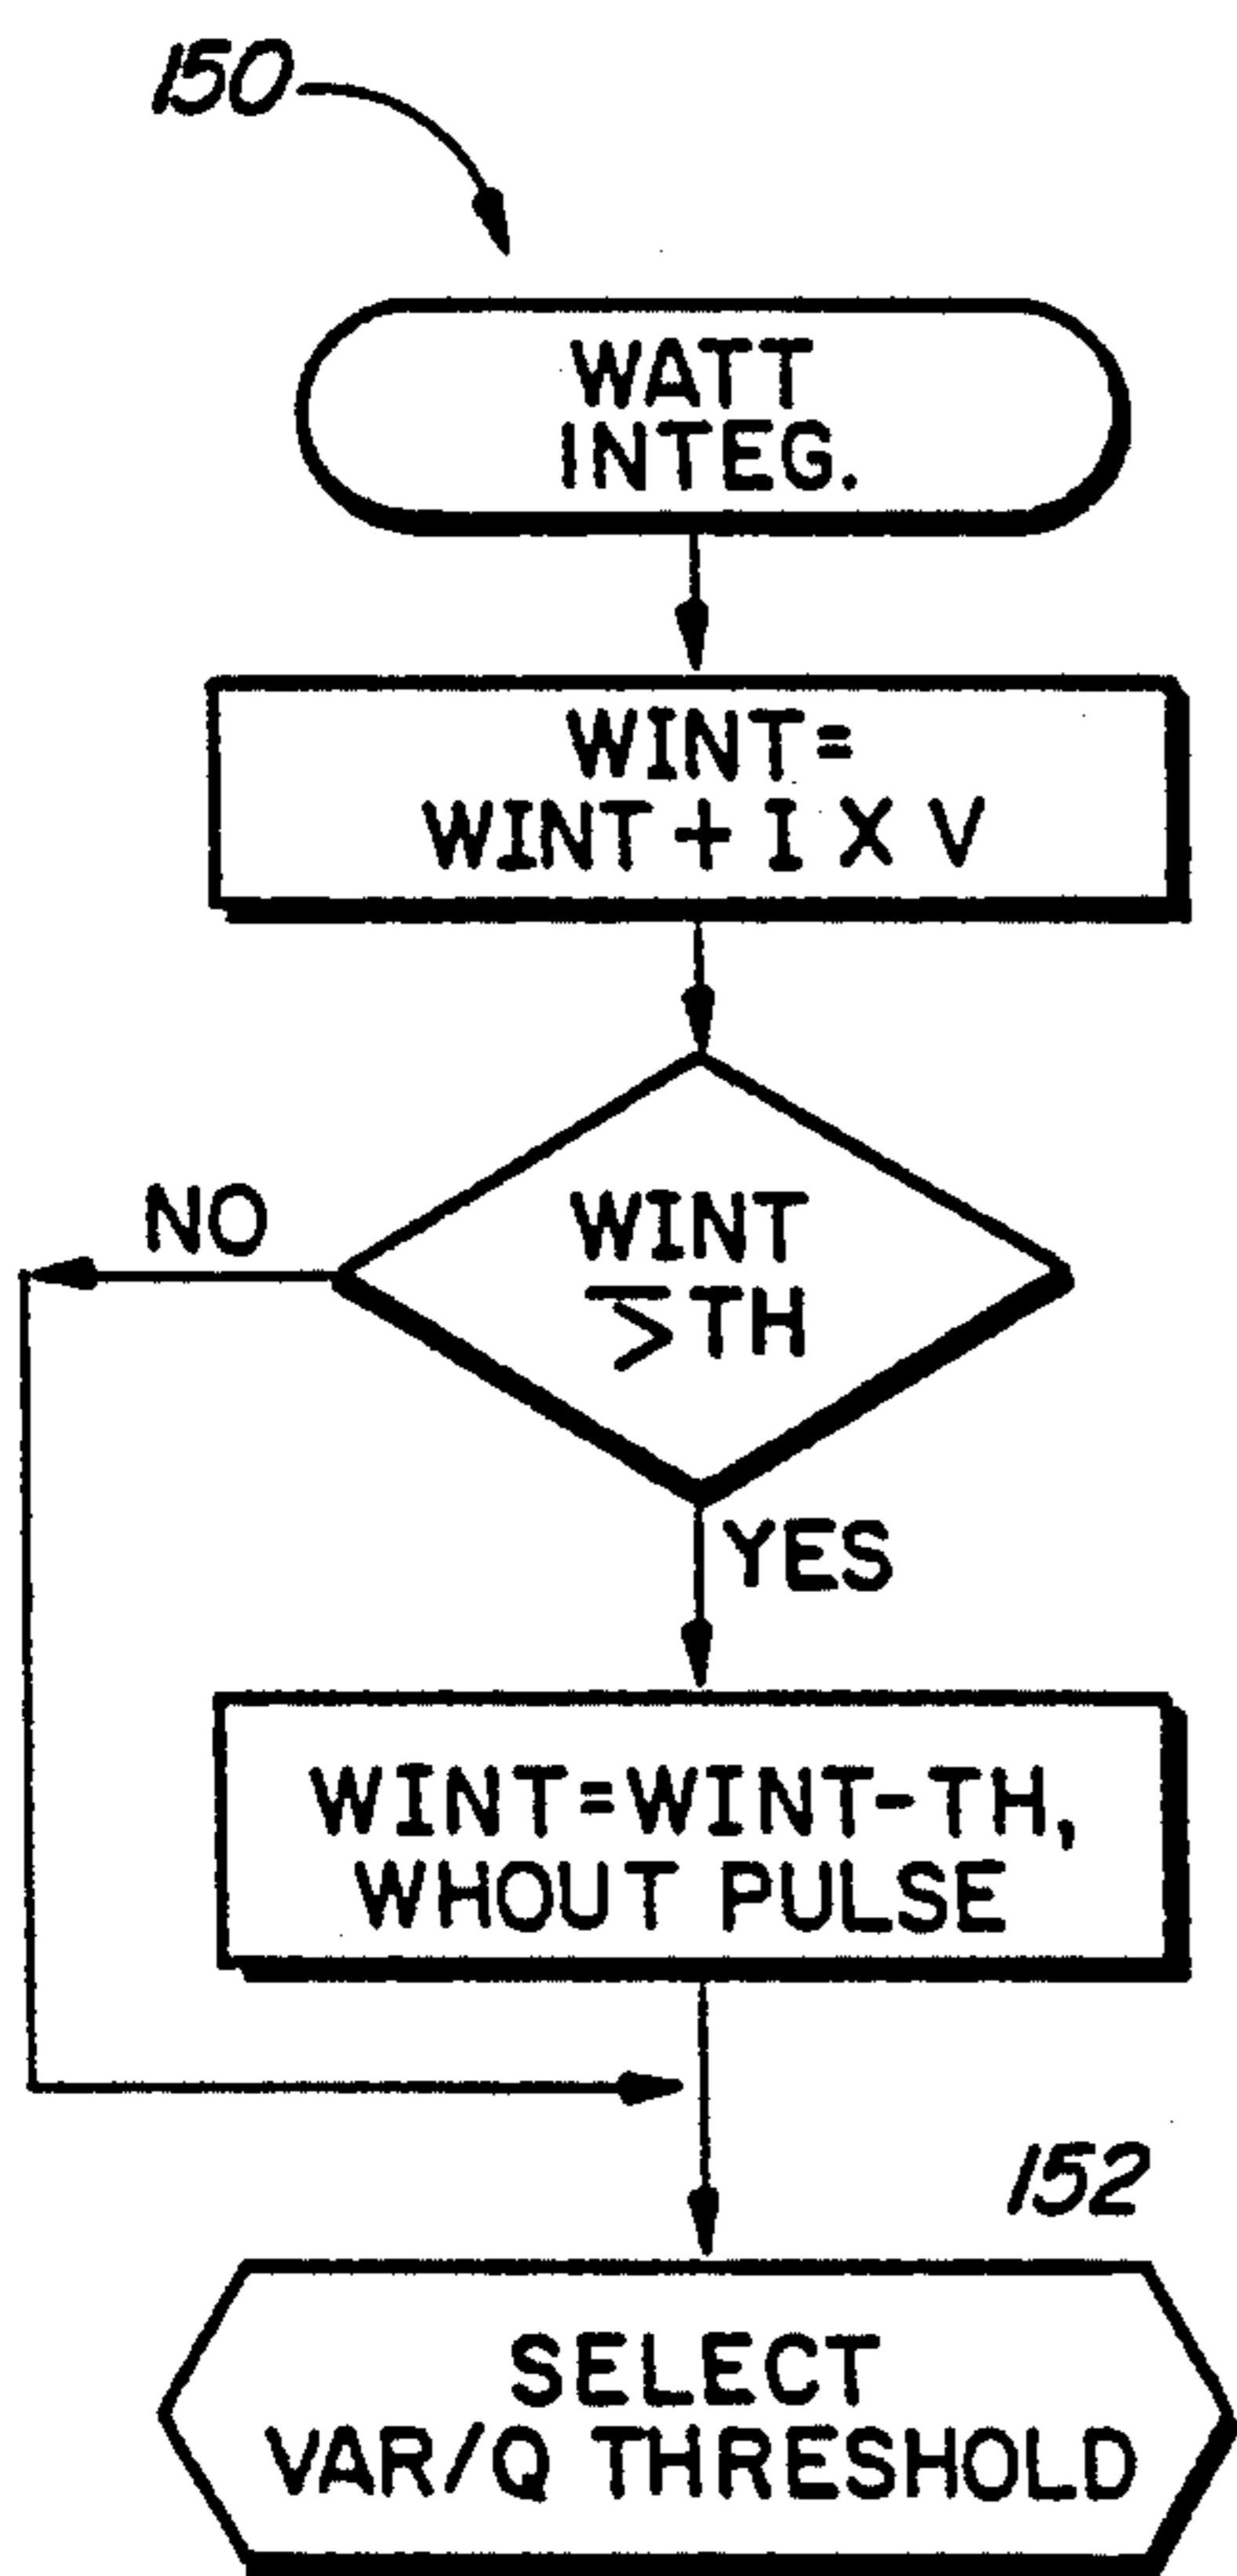 150
WATT
INTEG.
WINT=
WINT + I X V
NO
WINT
>TH
YES
WINT=WINT-TH,
WHOUT PULSE
152
SELECT
VAR/Q THRESHOLD